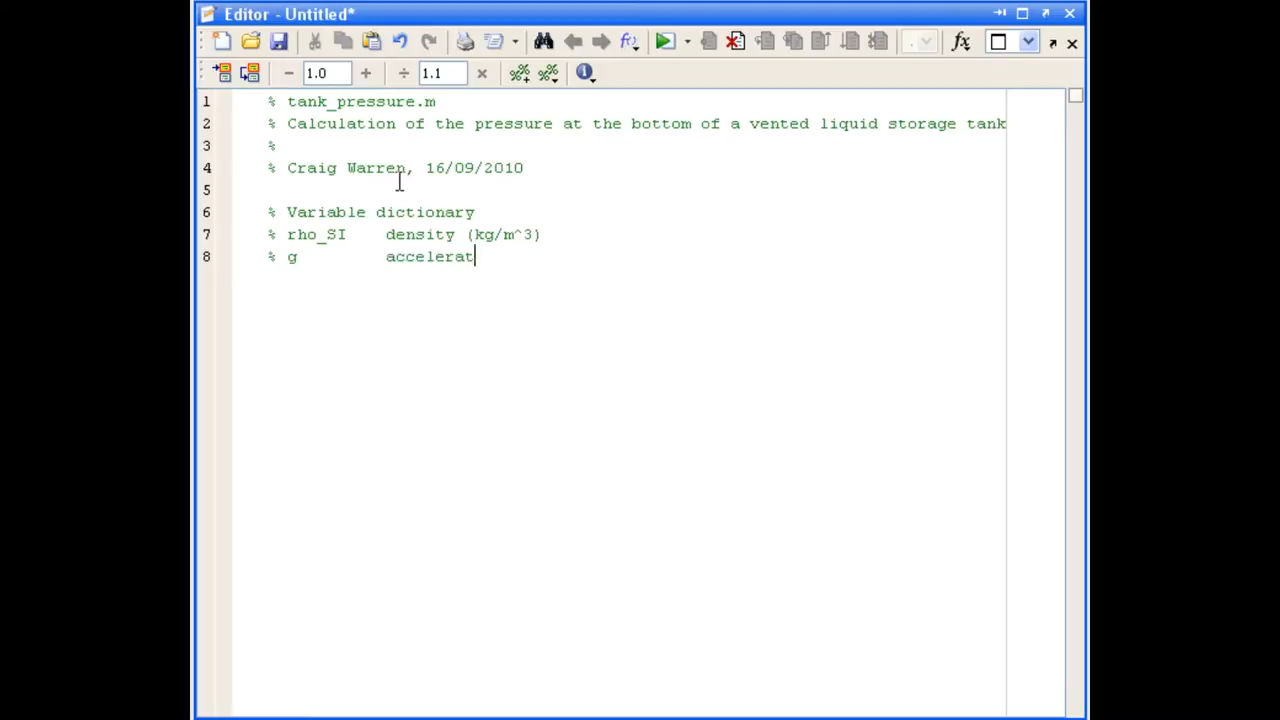 Editor - Untitled*
1.0
1.1
fx
1 % tank_pressure.m
2 % Calculation of the pressure at the bottom of a vented liquid storage tank
3 %
4 % Craig Warren, 16/09/2010
5
6 % Variable dictionary
7 % rho_SI    density (kg/m^3)
8 % g         accelerat